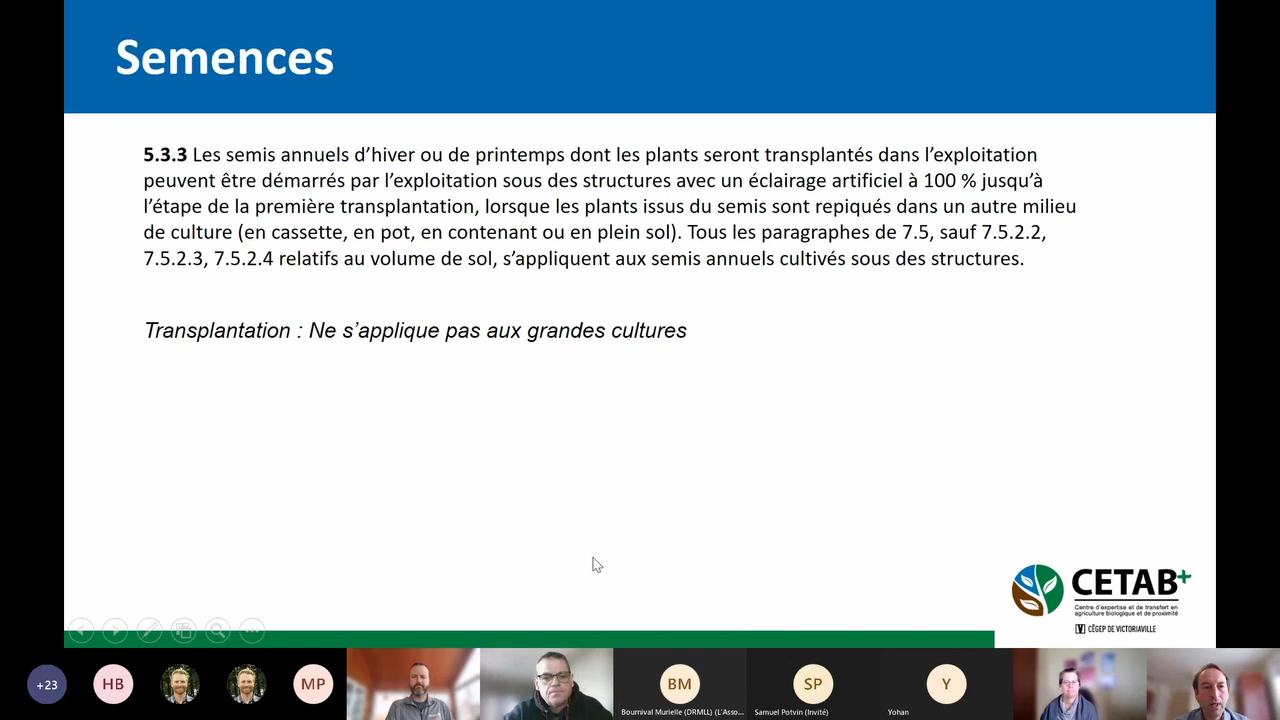 Semences
5.3.3 Les semis annuels d’hiver ou de printemps dont les plants seront transplantés dans l’exploitation
peuvent être démarrés par l’exploitation sous des structures avec un éclairage artificiel à 100 % jusqu’à
l’étape de la première transplantation, lorsque les plants issus du semis sont repiqués dans un autre milieu
de culture (en cassette, en pot, en contenant ou en plein sol). Tous les paragraphes de 7.5, sauf 7.5.2.2,
7.5.2.3, 7.5.2.4 relatifs au volume de sol, s’appliquent aux semis annuels cultivés sous des structures.
Transplantation : Ne s’applique pas aux grandes cultures
CETAB+
Centre d'expertise et de transfert en
agriculture biologique et de proximité
CÉGEP DE VICTORIAVILLE
+23
HB
MP
BM
SP
Y
Bournival Murielle (DRMLL) (L'Asso...
Samuel Potvin (Invité)
Yohan